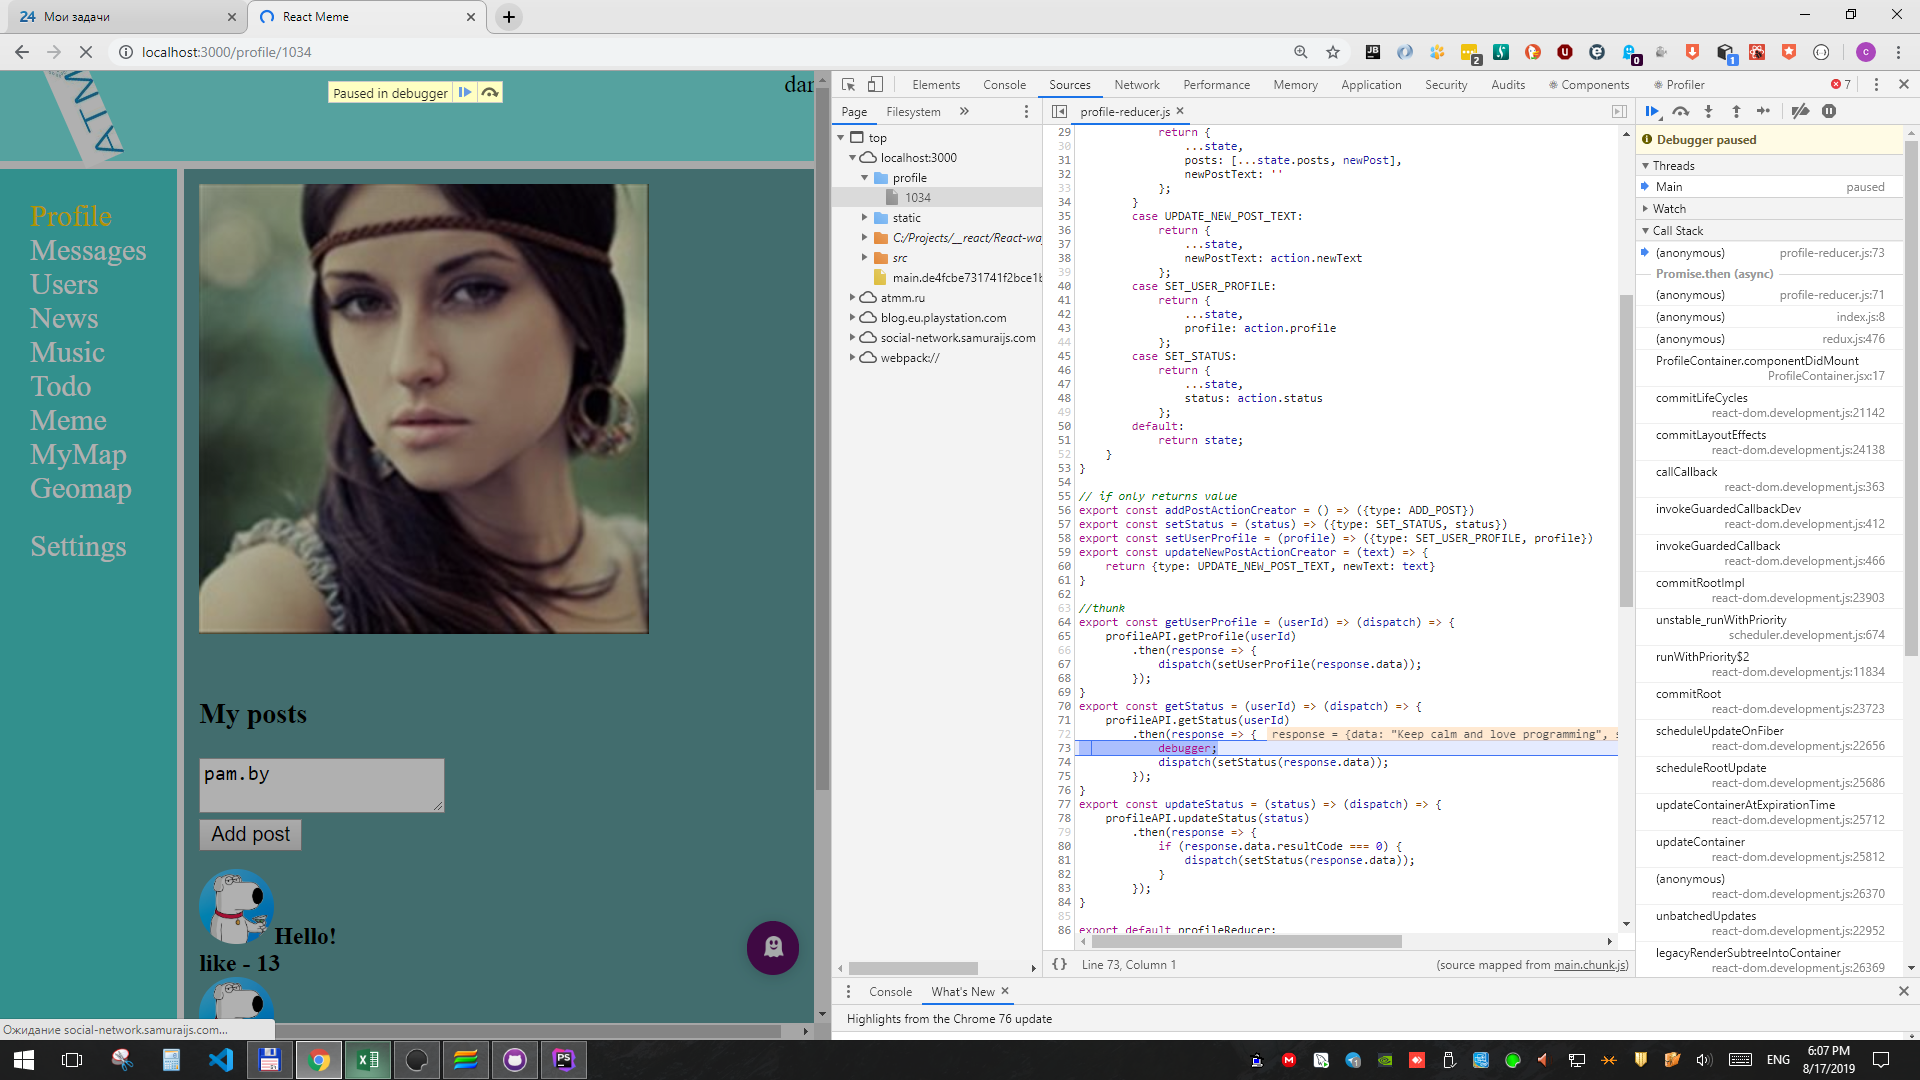 24 Мои задачи
React Meme
localhost:3000/profile/1034
2
0
1
c
Paused in debugger
ATM
dar
Profile
Messages
Users
News
Music
Todo
Meme
MyMap
Geomap
Settings
My posts
pam.by
Add post
Hello!
like - 13
Ожидание social-network.samuraijs.com...
Elements Console Sources Network Performance Memory Application Security Audits Components Profiler 7
Page Filesystem
top
localhost:3000
profile
1034
static
C:/Projects/__react/React-wa
src
main.de4fcbe731741f2bce1b
atmm.ru
blog.eu.playstation.com
social-network.samuraijs.com
webpack://
profile-reducer.js
29 return {
30 ...state,
31 posts: [...state.posts, newPost],
32 newPostText: ''
33 };
34 }
35 case UPDATE_NEW_POST_TEXT:
36 return {
37 ...state,
38 newPostText: action.newText
39 };
40 case SET_USER_PROFILE:
41 return {
42 ...state,
43 profile: action.profile
44 };
45 case SET_STATUS:
46 return {
47 ...state,
48 status: action.status
49 };
50 default:
51 return state;
52 }
53 }
54
55 // if only returns value
56 export const addPostActionCreator = () => ({type: ADD_POST})
57 export const setStatus = (status) => ({type: SET_STATUS, status})
58 export const setUserProfile = (profile) => ({type: SET_USER_PROFILE, profile})
59 export const updateNewPostActionCreator = (text) => {
60 return {type: UPDATE_NEW_POST_TEXT, newText: text}
61 }
62
63 //thunk
64 export const getUserProfile = (userId) => (dispatch) => {
65 profileAPI.getProfile(userId)
66 .then(response => {
67 dispatch(setUserProfile(response.data));
68 });
69 }
70 export const getStatus = (userId) => (dispatch) => {
71 profileAPI.getStatus(userId)
72 .then(response => { response = {data: "Keep calm and love programming", s
73 debugger;
74 dispatch(setStatus(response.data));
75 });
76 }
77 export const updateStatus = (status) => (dispatch) => {
78 profileAPI.updateStatus(status)
79 .then(response => {
80 if (response.data.resultCode === 0) {
81 dispatch(setStatus(response.data));
82 }
83 });
84 }
85
86 export default profileReducer;
{} Line 73, Column 1 (source mapped from main.chunk.js)
Debugger paused
Threads
Main paused
Watch
Call Stack
(anonymous) profile-reducer.js:73
Promise.then (async)
(anonymous) profile-reducer.js:71
(anonymous) index.js:8
(anonymous) redux.js:476
ProfileContainer.componentDidMount
ProfileContainer.jsx:17
commitLifeCycles
react-dom.development.js:21142
commitLayoutEffects
react-dom.development.js:24138
callCallback
react-dom.development.js:363
invokeGuardedCallbackDev
react-dom.development.js:412
invokeGuardedCallback
react-dom.development.js:466
commitRootImpl
react-dom.development.js:23903
unstable_runWithPriority
scheduler.development.js:674
runWithPriority$2
react-dom.development.js:11834
commitRoot
react-dom.development.js:23723
scheduleUpdateOnFiber
react-dom.development.js:22656
scheduleRootUpdate
react-dom.development.js:25686
updateContainerAtExpirationTime
react-dom.development.js:25712
updateContainer
react-dom.development.js:25812
(anonymous)
react-dom.development.js:26370
unbatchedUpdates
react-dom.development.js:22952
legacyRenderSubtreeIntoContainer
react-dom.development.js:26369
Console What's New
Highlights from the Chrome 76 update
PS
ENG
6:07 PM
8/17/2019